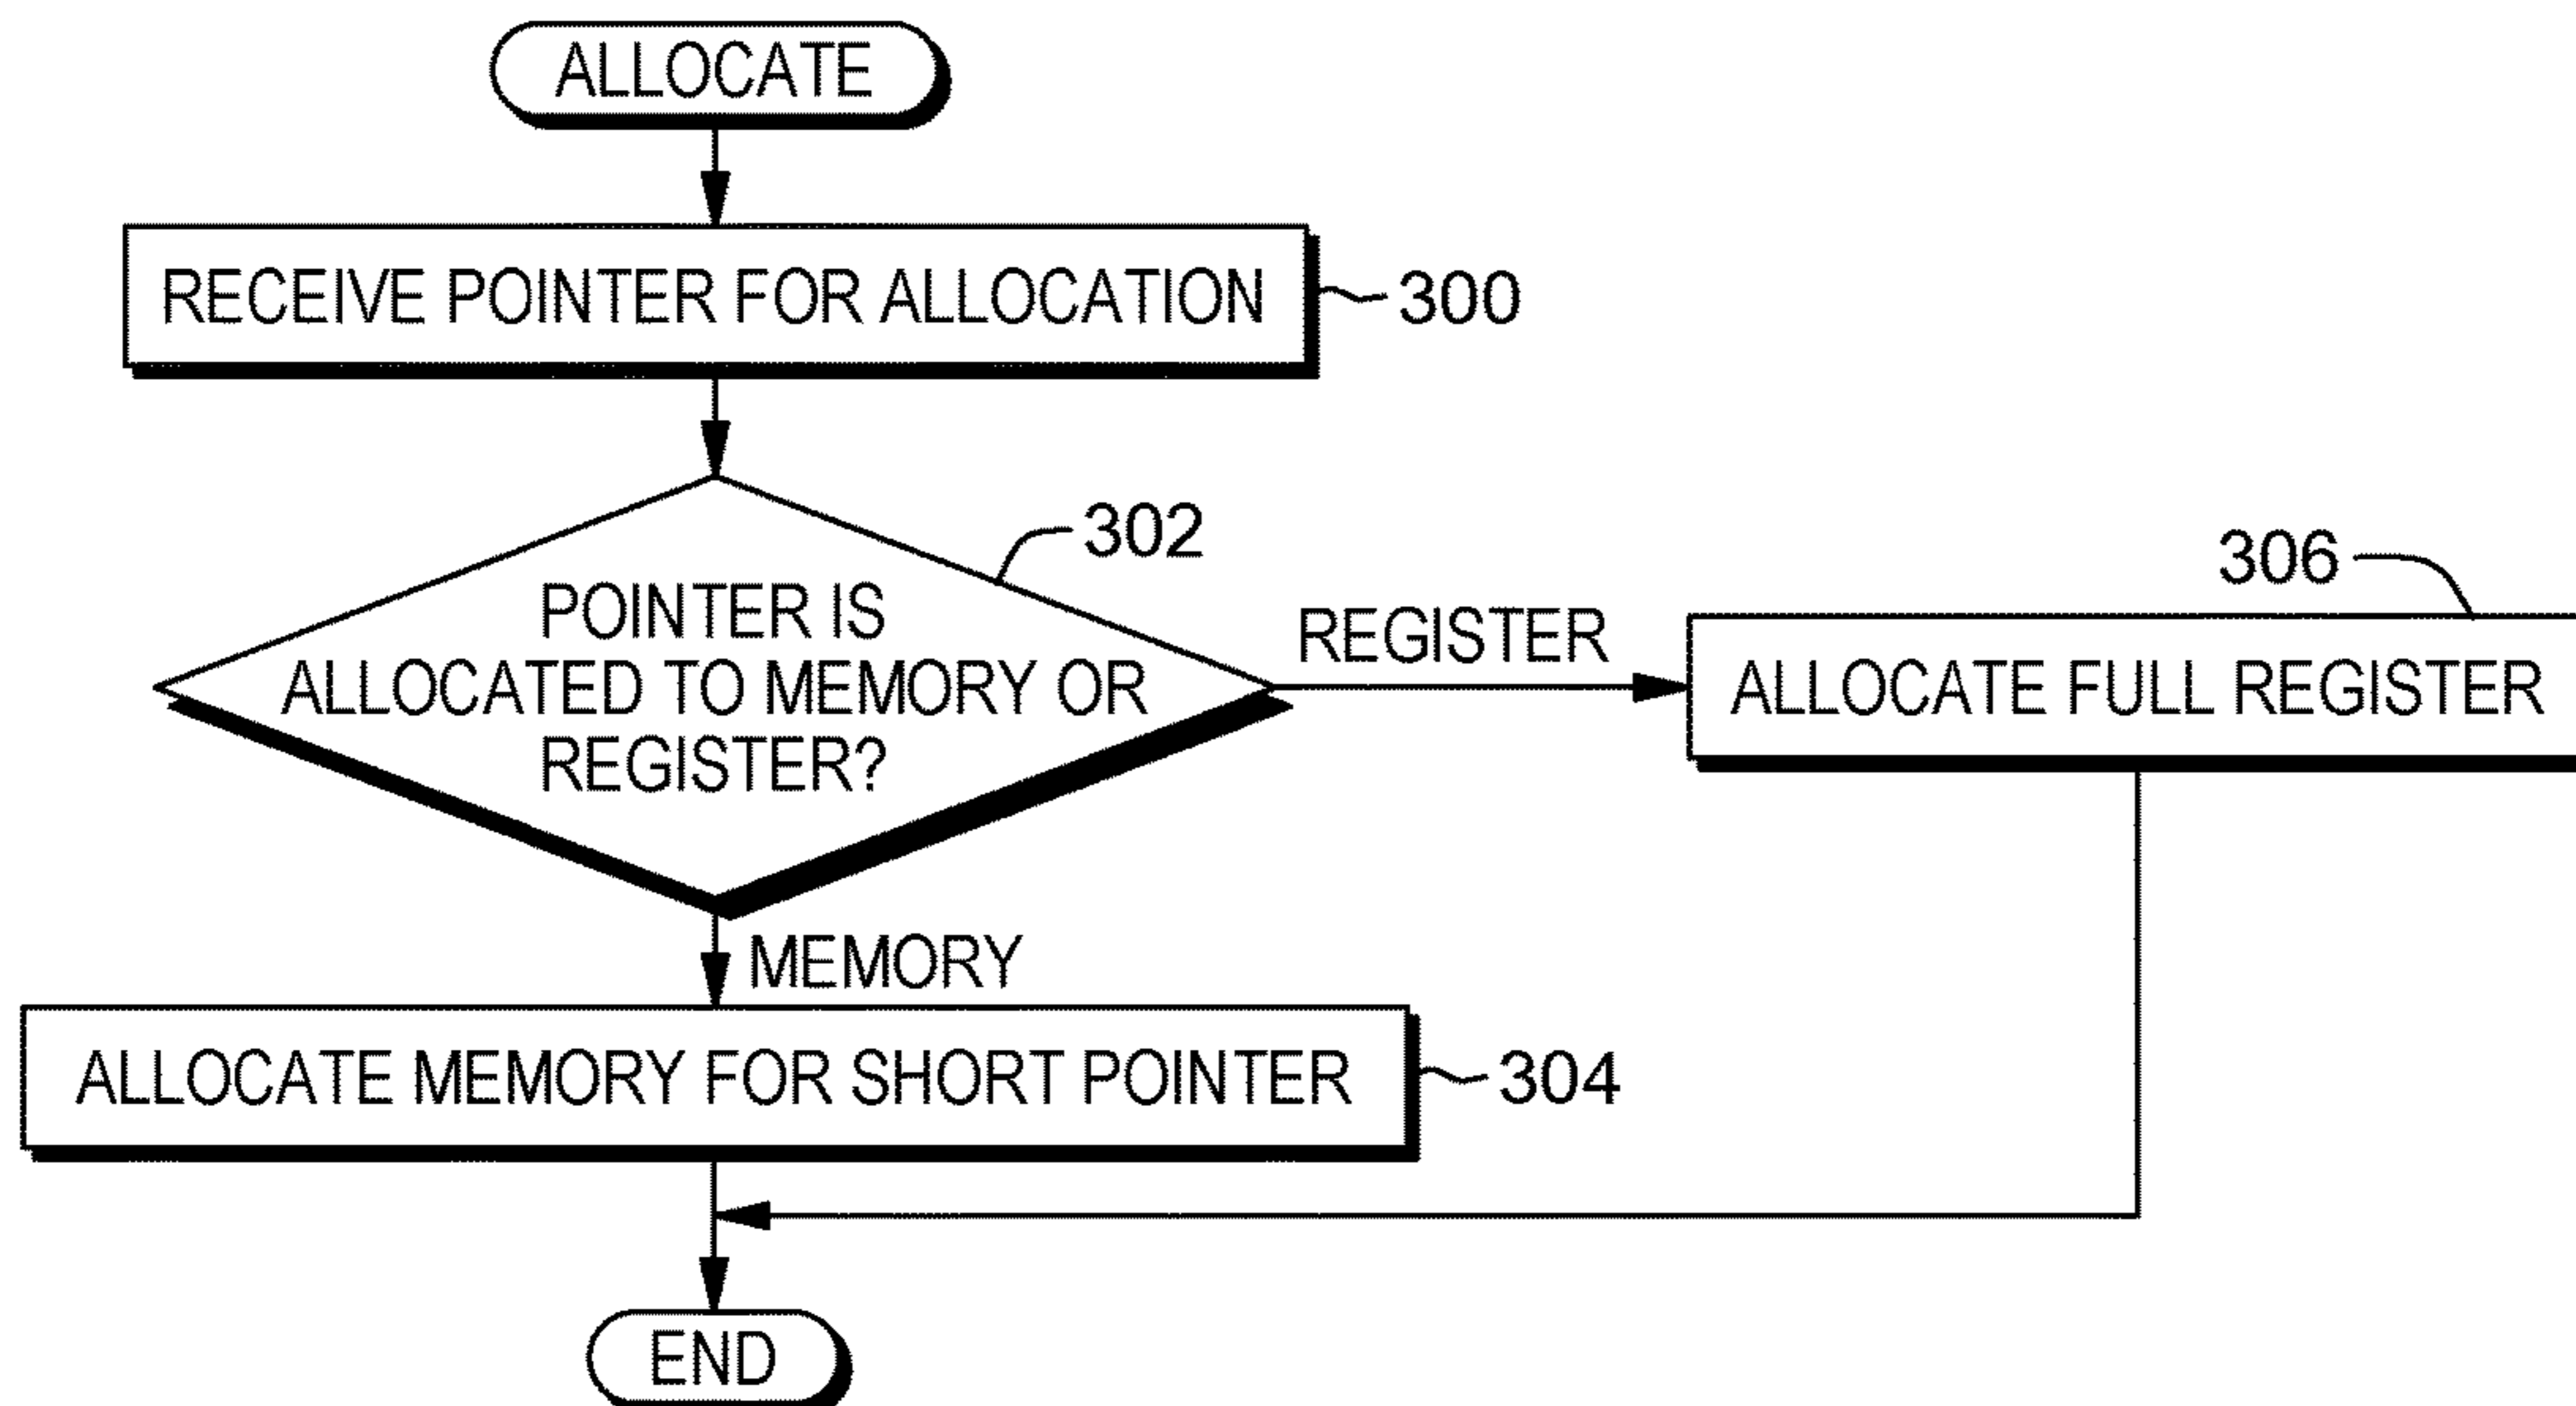 ALLOCATE
RECEIVE POINTER FOR ALLOCATION
300
302
POINTER IS
ALLOCATED TO MEMORY OR
REGISTER?
REGISTER
306
ALLOCATE FULL REGISTER
MEMORY
ALLOCATE MEMORY FOR SHORT POINTER
304
END